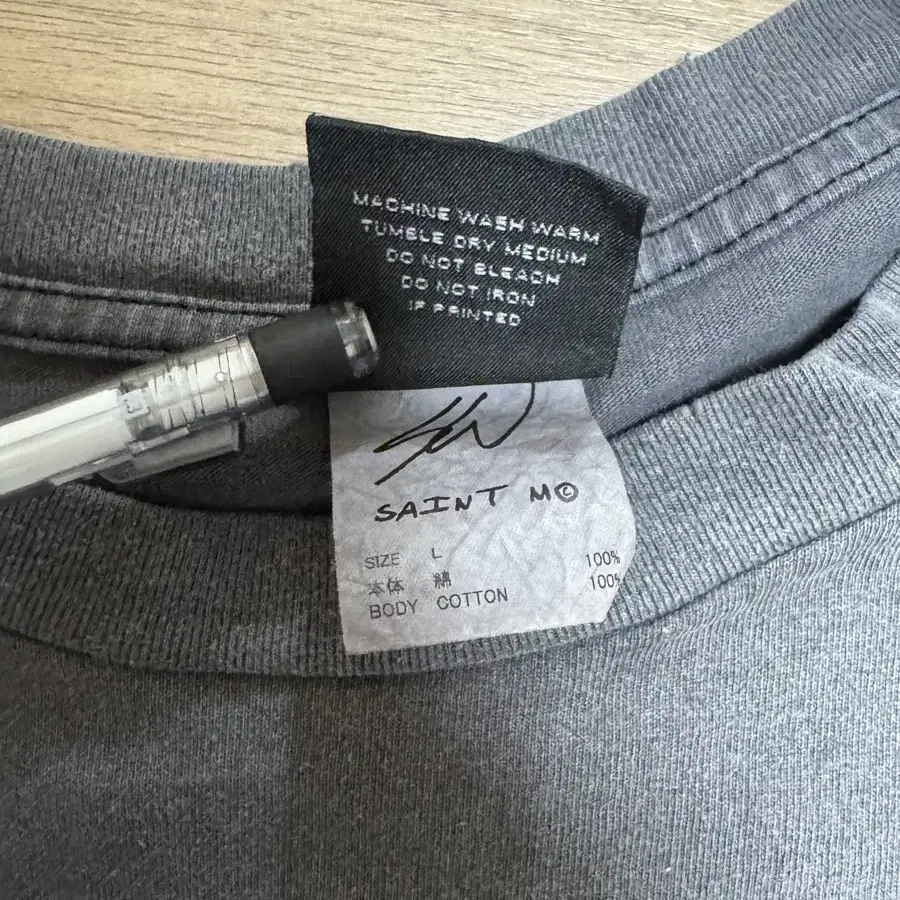 MACHINE WASH WARM
TUMBLE DRY MEDIUM
DO NOT BLEACH
DO NOT IRON
IF PRINTED
SAINT M©
SIZE L 100%
本体 綿 100%
BODY COTTON